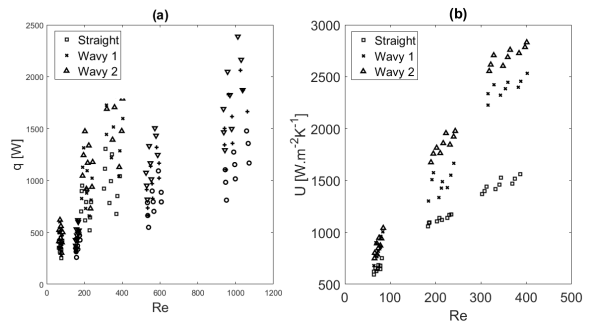 (a)
Straight
Wavy 1
Wavy 2
q [W]
2500
2000
1500
1000
500
0
0
200
400
600
800
1000
1200
Re
(b)
Straight
Wavy 1
Wavy 2
U [W.m⁻²K⁻¹]
3000
2500
2000
1500
1000
500
0
100
200
300
400
500
Re